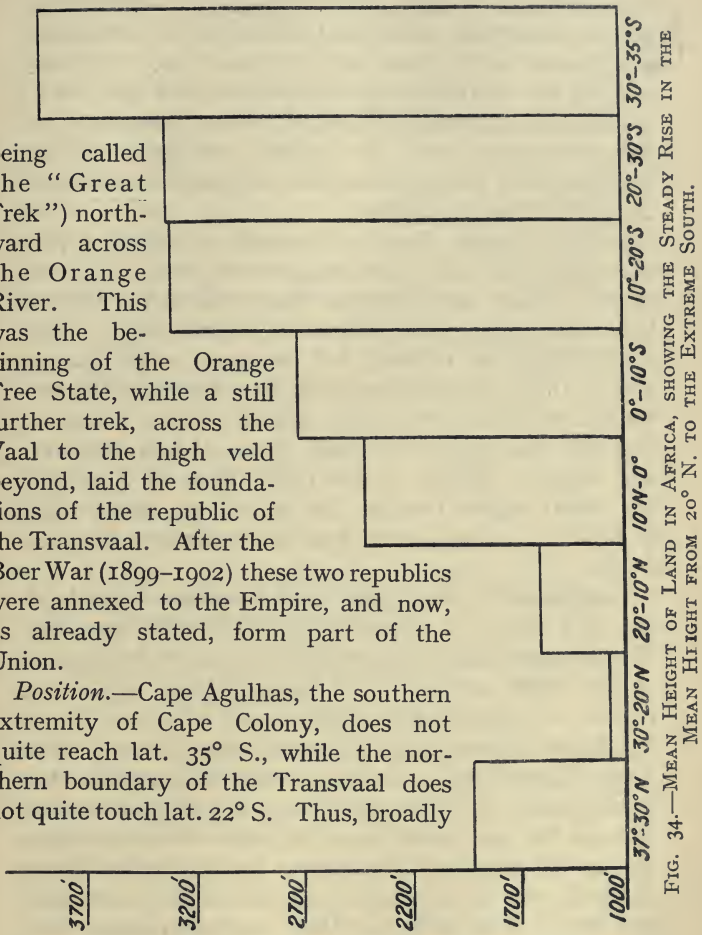 eing called
he “Great
rek”) north-
vard across
he Orange
River. This
was the be-
inning of the Orange
Free State, while a still
urther trek, across the
Vaal to the high veld
eyond, laid the founda-
ions of the republic of
he Transvaal. After the
Boer War (1899–1902) these two republics
were annexed to the Empire, and now,
s already stated, form part of the
Union.
Position.—Cape Agulhas, the southern
xtremity of Cape Colony, does not
uite reach lat. 35° S., while the nor-
hern boundary of the Transvaal does
ot quite touch lat. 22° S. Thus, broadly
3700'
3200'
2700'
2200'
1700'
1000'
37°-30°N 30°-20°N 20°-10°N 10°N-0° 0°-10°S 10°-20°S 20°-30°S 30°-35°S
FIG. 34.—MEAN HEIGHT OF LAND IN AFRICA, SHOWING THE STEADY RISE IN THE
MEAN HEIGHT FROM 20° N. TO THE EXTREME SOUTH.